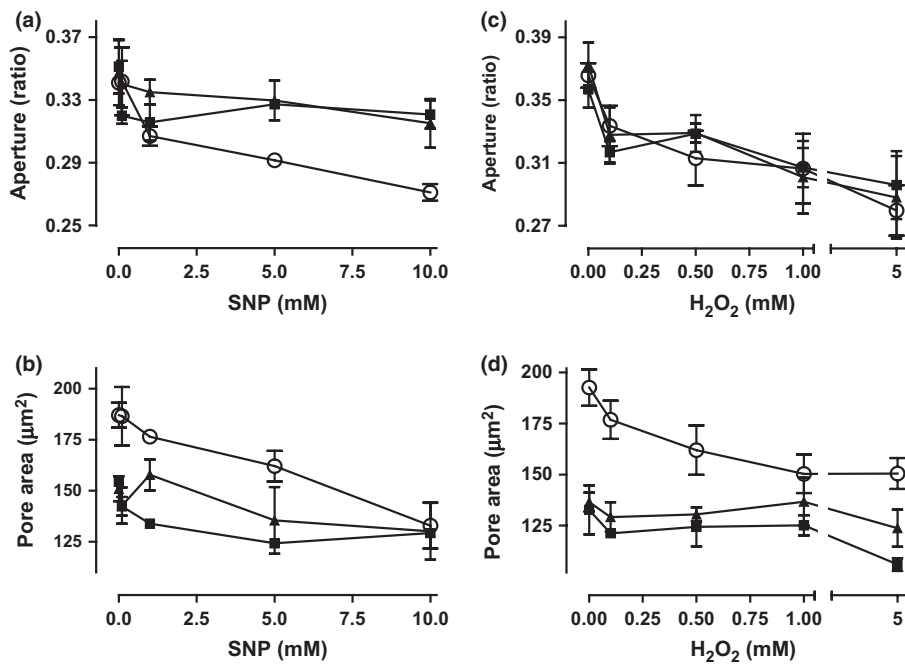 (a)
0.37
0.33
0.29
0.25
Aperture (ratio)
0.0 2.5 5.0 7.5 10.0
SNP (mM)
(c)
0.39
0.35
0.31
0.27
Aperture (ratio)
0.00 0.25 0.50 0.75 1.00 5
H₂O₂ (mM)
(b)
200
175
150
125
Pore area (µm²)
0.0 2.5 5.0 7.5 10.0
SNP (mM)
(d)
200
175
150
125
Pore area (µm²)
0.00 0.25 0.50 0.75 1.00 5
H₂O₂ (mM)